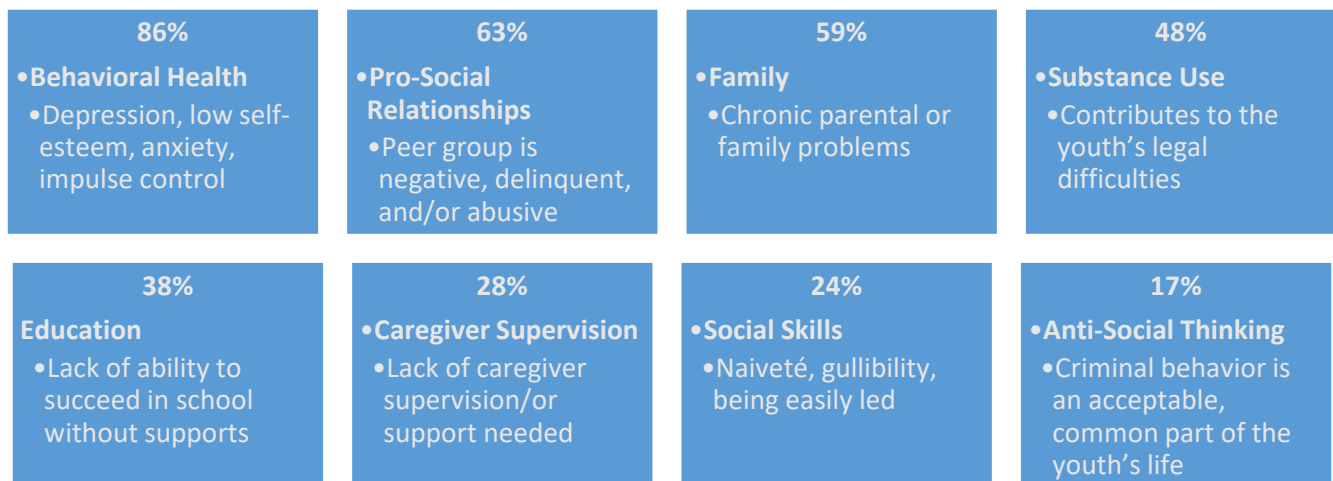 86%
•Behavioral Health
•Depression, low self-
esteem, anxiety,
impulse control
63%
•Pro-Social
Relationships
•Peer group is
negative, delinquent,
and/or abusive
59%
•Family
•Chronic parental or
family problems
48%
•Substance Use
•Contributes to the
youth’s legal
difficulties
38%
Education
•Lack of ability to
succeed in school
without supports
28%
•Caregiver Supervision
•Lack of caregiver
supervision/or
support needed
24%
•Social Skills
•Naiveté, gullibility,
being easily led
17%
•Anti-Social Thinking
•Criminal behavior is
an acceptable,
common part of the
youth’s life